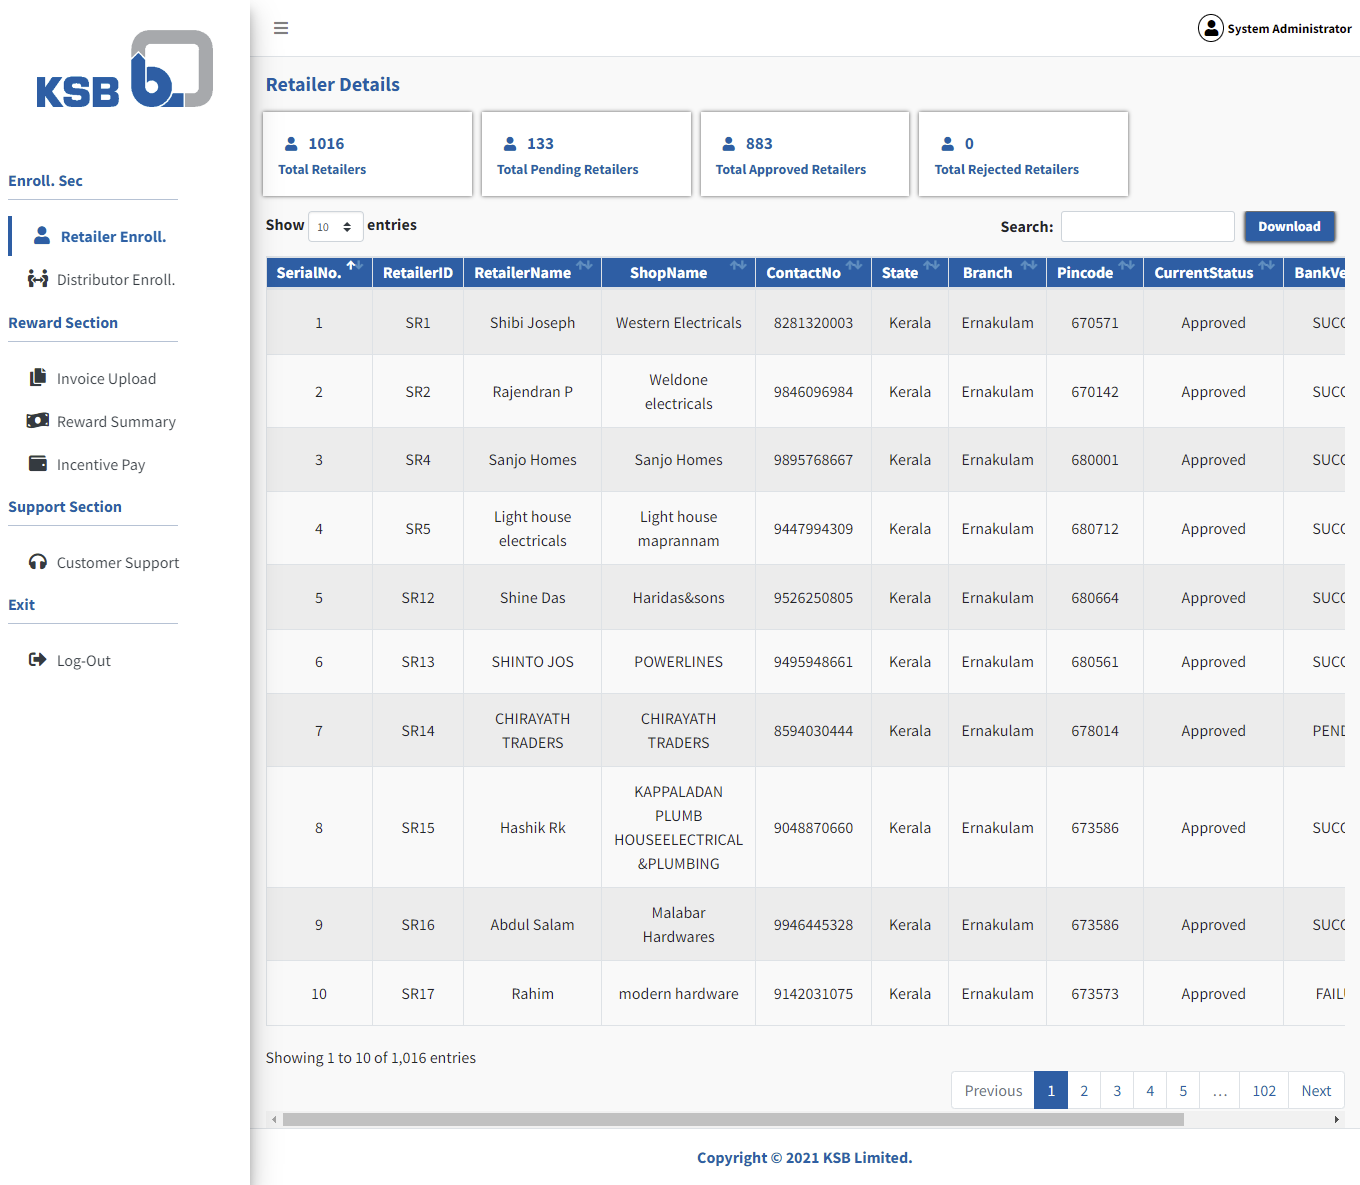 KSB
System Administrator
Enroll. Sec
Retailer Enroll.
Distributor Enroll.
Reward Section
Invoice Upload
Reward Summary
Incentive Pay
Support Section
Customer Support
Exit
Log-Out
Retailer Details
1016
Total Retailers
133
Total Pending Retailers
883
Total Approved Retailers
0
Total Rejected Retailers
Show 10 entries
Search:
Download
SerialNo. RetailerID RetailerName ShopName ContactNo State Branch Pincode CurrentStatus BankVe
1 SR1 Shibi Joseph Western Electricals 8281320003 Kerala Ernakulam 670571 Approved SUCC
2 SR2 Rajendran P Weldone
electricals 9846096984 Kerala Ernakulam 670142 Approved SUCC
3 SR4 Sanjo Homes Sanjo Homes 9895768667 Kerala Ernakulam 680001 Approved SUCC
4 SR5 Light house
electricals Light house
maprannam 9447994309 Kerala Ernakulam 680712 Approved SUCC
5 SR12 Shine Das Haridas&sons 9526250805 Kerala Ernakulam 680664 Approved SUCC
6 SR13 SHINTO JOS POWERLINES 9495948661 Kerala Ernakulam 680561 Approved SUCC
7 SR14 CHIRAYATH
TRADERS CHIRAYATH
TRADERS 8594030444 Kerala Ernakulam 678014 Approved PEND
8 SR15 Hashik Rk KAPPALADAN
PLUMB
HOUSEELECTRICAL
&PLUMBING 9048870660 Kerala Ernakulam 673586 Approved SUCC
9 SR16 Abdul Salam Malabar
Hardwares 9946445328 Kerala Ernakulam 673586 Approved SUCC
10 SR17 Rahim modern hardware 9142031075 Kerala Ernakulam 673573 Approved FAILU
Showing 1 to 10 of 1,016 entries
Previous 1 2 3 4 5 … 102 Next
Copyright © 2021 KSB Limited.